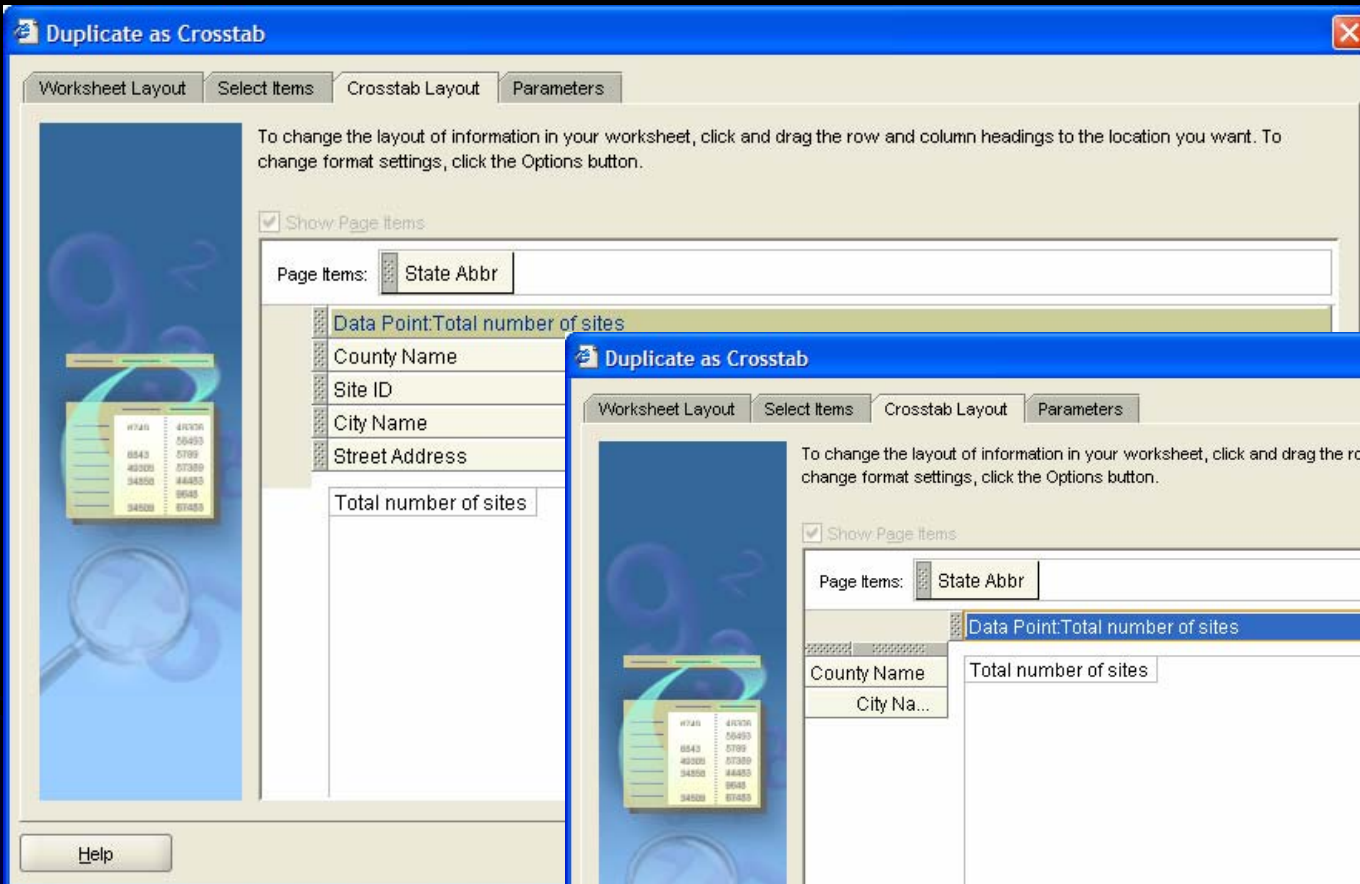 Duplicate as Crosstab
Worksheet Layout Select Items Crosstab Layout Parameters
To change the layout of information in your worksheet, click and drag the row and column headings to the location you want. To
change format settings, click the Options button.
Show Page Items
Page Items: State Abbr
Data Point:Total number of sites
County Name
Site ID
City Name
Street Address
Total number of sites
Help
Duplicate as Crosstab
Worksheet Layout Select Items Crosstab Layout Parameters
To change the layout of information in your worksheet, click and drag the
change format settings, click the Options button.
Show Page Items
Page Items: State Abbr
Data Point:Total number of sites
County Name
City Na...
Total number of sites